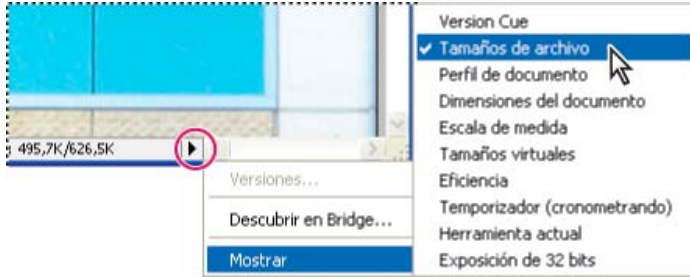 495,7K/626,5K
Versiones...
Descubrir en Bridge...
Mostrar
Version Cue
Tamaños de archivo
Perfil de documento
Dimensiones del documento
Escala de medida
Tamaños virtuales
Eficiencia
Temporizador (cronometrando)
Herramienta actual
Exposición de 32 bits